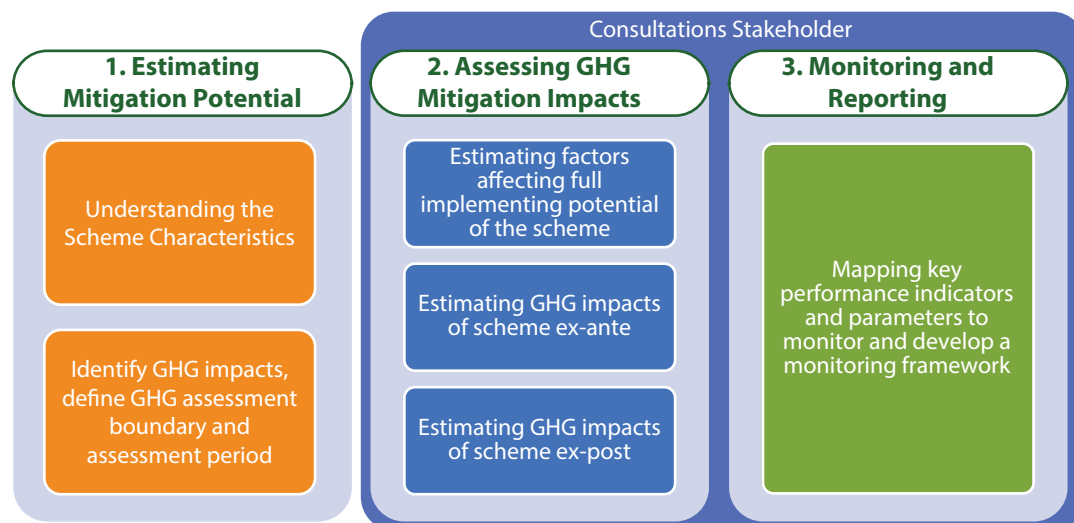 Consultations Stakeholder
1. Estimating
Mitigation Potential
Understanding the
Scheme Characteristics
Identify GHG impacts,
define GHG assessment
boundary and
assessment period
2. Assessing GHG
Mitigation Impacts
Estimating factors
affecting full
implementing potential
of the scheme
Estimating GHG impacts
of scheme ex-ante
Estimating GHG impacts
of scheme ex-post
3. Monitoring and
Reporting
Mapping key
performance indicators
and parameters to
monitor and develop a
monitoring framework